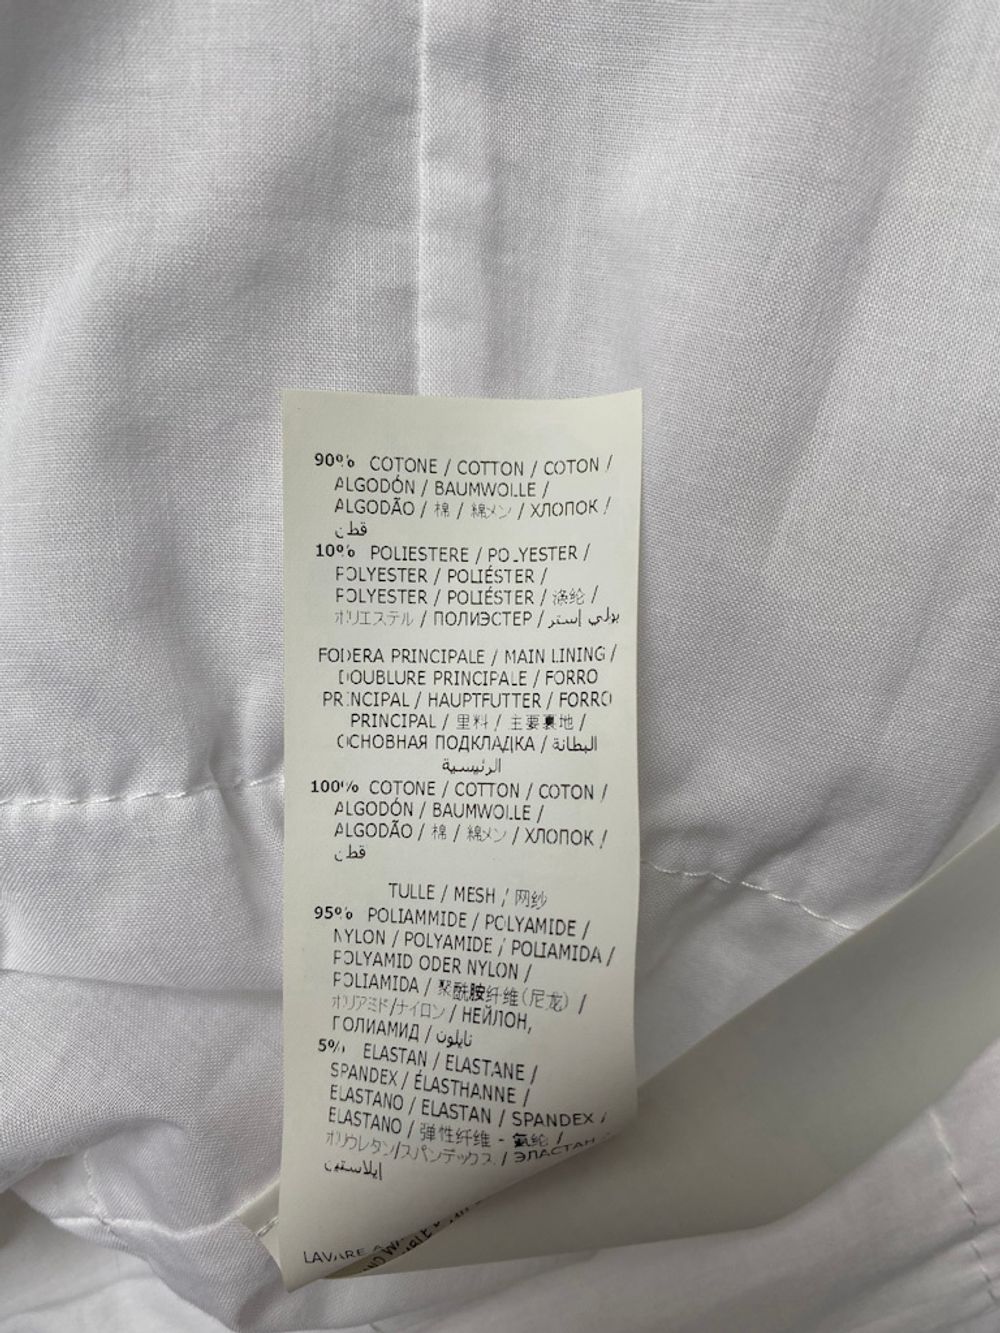 90% COTONE / COTTON / COTON /
ALGODÓN / BAUMWOLLE /
ALGODÃO / 棉 / 綿メン / ХЛОПОК /
قطن
10% POLIESTERE / POLYESTER /
POLYESTER / POLIÉSTER /
POLYESTER / POLIÉSTER / 涤纶 /
ポリエステル / ПОЛИЭСТЕР / بولي إستر
FODERA PRINCIPALE / MAIN LINING /
DOUBLURE PRINCIPALE / FORRO
PRINCIPAL / HAUPTFUTTER / FORRO
PRINCIPAL / 里料 / 主要裏地 /
ОСНОВНАЯ ПОДКЛАДКА / البطانة
الرئيسية
100% COTONE / COTTON / COTON /
ALGODÓN / BAUMWOLLE /
ALGODÃO / 棉 / 綿メン / ХЛОПОК /
قطن
TULLE / MESH / 网纱
95% POLIAMMIDE / POLYAMIDE /
NYLON / POLYAMIDE / POLIAMIDA /
POLYAMID ODER NYLON /
POLIAMIDA / 聚酰胺纤维(尼龙) /
ポリアミド/ナイロン / НЕЙЛОН,
ПОЛИАМИД / نايلون
5% ELASTAN / ELASTANE /
SPANDEX / ÉLASTHANNE /
ELASTANO / ELASTAN / SPANDEX /
ELASTANO / 弹性纤维 - 氨纶 /
ポリウレタン/スパンデックス / ЭЛАСТАН /
إيلاستين
LAVARE